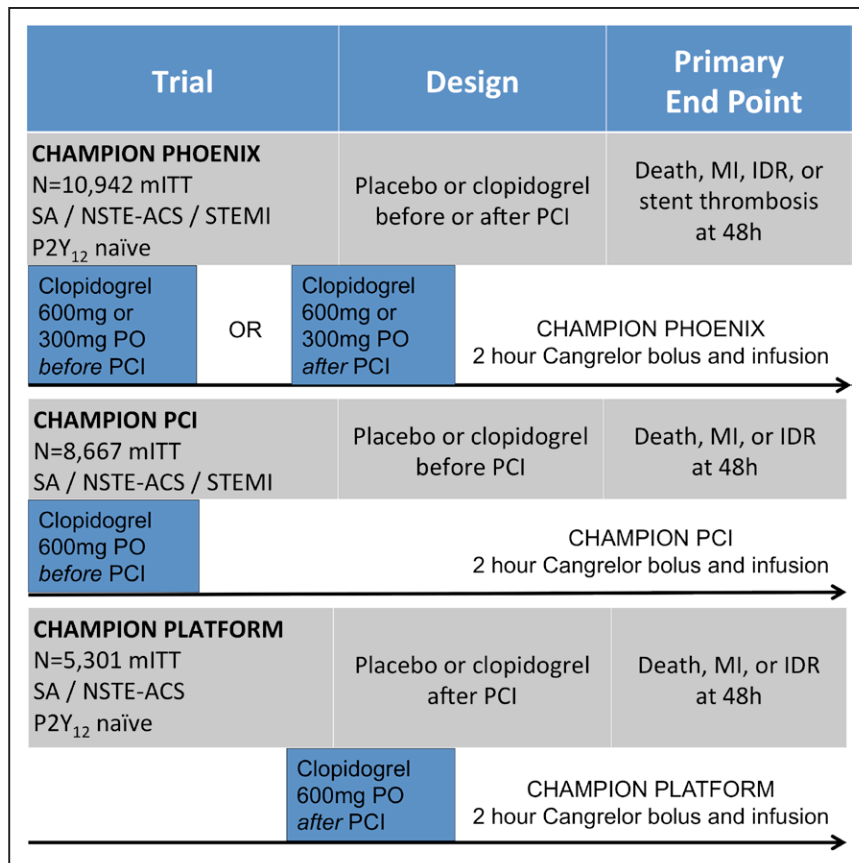 Trial
Design
Primary
End Point
CHAMPION PHOENIX
N=10,942 mITT
SA / NSTE-ACS / STEMI
P2Y12 naïve
Placebo or clopidogrel
before or after PCI
Death, MI, IDR, or
stent thrombosis
at 48h
Clopidogrel
600mg or
300mg PO
before PCI
OR
Clopidogrel
600mg or
300mg PO
after PCI
CHAMPION PHOENIX
2 hour Cangrelor bolus and infusion
CHAMPION PCI
N=8,667 mITT
SA / NSTE-ACS / STEMI
Placebo or clopidogrel
before PCI
Death, MI, or IDR
at 48h
Clopidogrel
600mg PO
before PCI
CHAMPION PCI
2 hour Cangrelor bolus and infusion
CHAMPION PLATFORM
N=5,301 mITT
SA / NSTE-ACS
P2Y12 naïve
Placebo or clopidogrel
after PCI
Death, MI, or IDR
at 48h
Clopidogrel
600mg PO
after PCI
CHAMPION PLATFORM
2 hour Cangrelor bolus and infusion